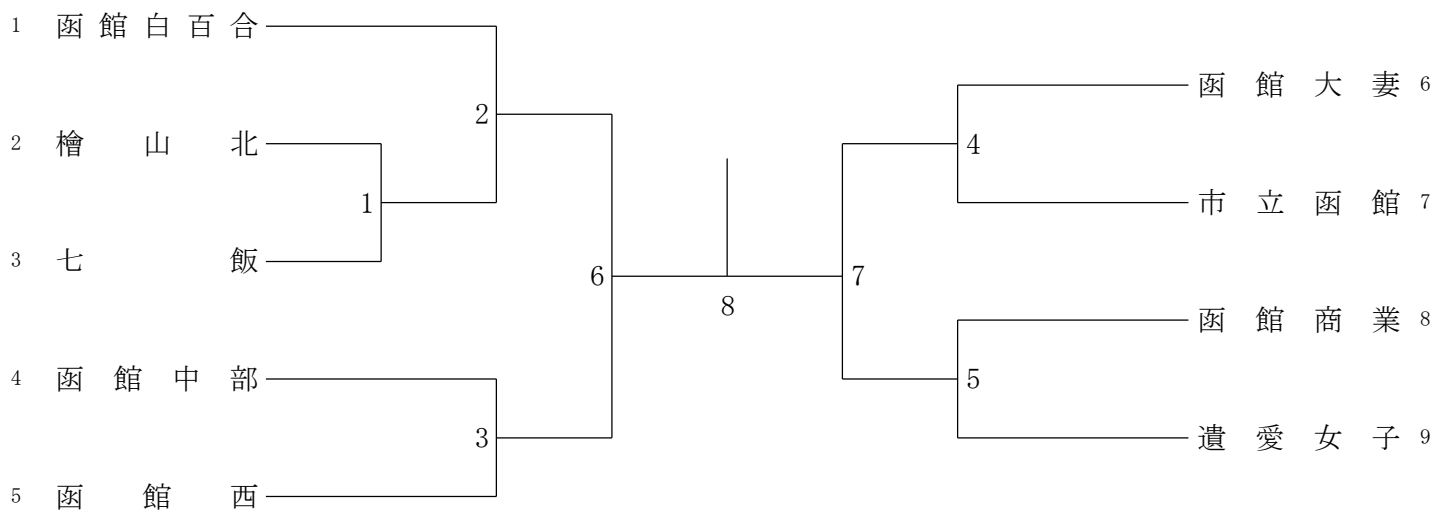 1 函館白百合
2 檜山北
3 七飯
4 函館中部
5 函館西
2
1
3
6
8
7
4
5
函館大妻 6
市立函館 7
函館商業 8
遺愛女子 9